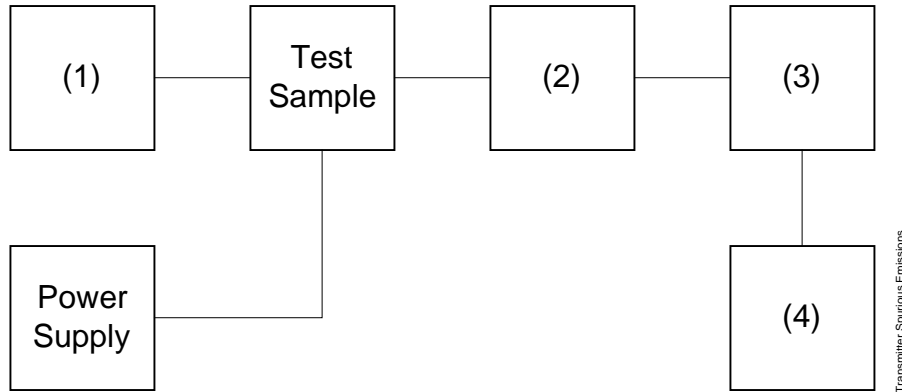 (1)
Test
Sample
(2)
(3)
Power
Supply
(4)
Transmitter Spurious Emissions